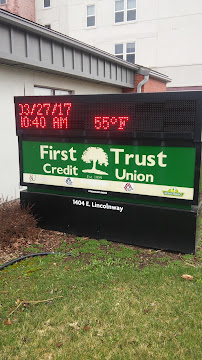 03/27/17
10:40 AM 55°F
First Trust
Credit Union
1404 E. Lincolnway